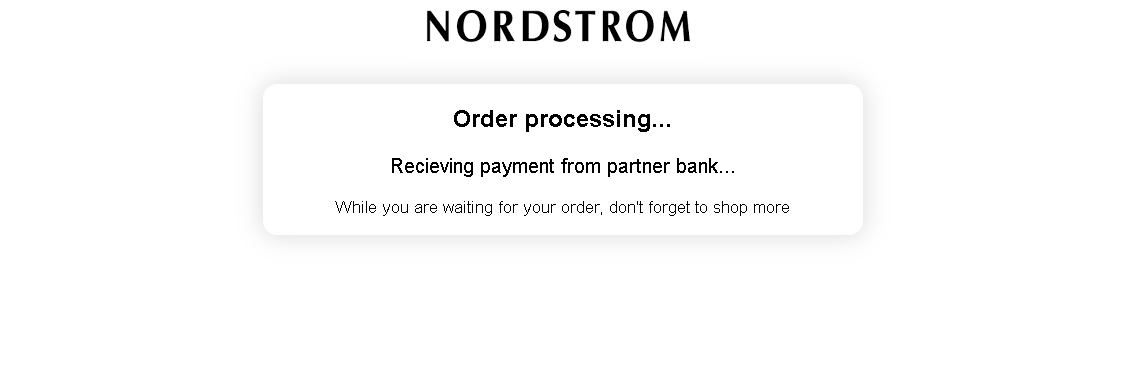 NORDSTROM
Order processing...
Recieving payment from partner bank...
While you are waiting for your order, don't forget to shop more